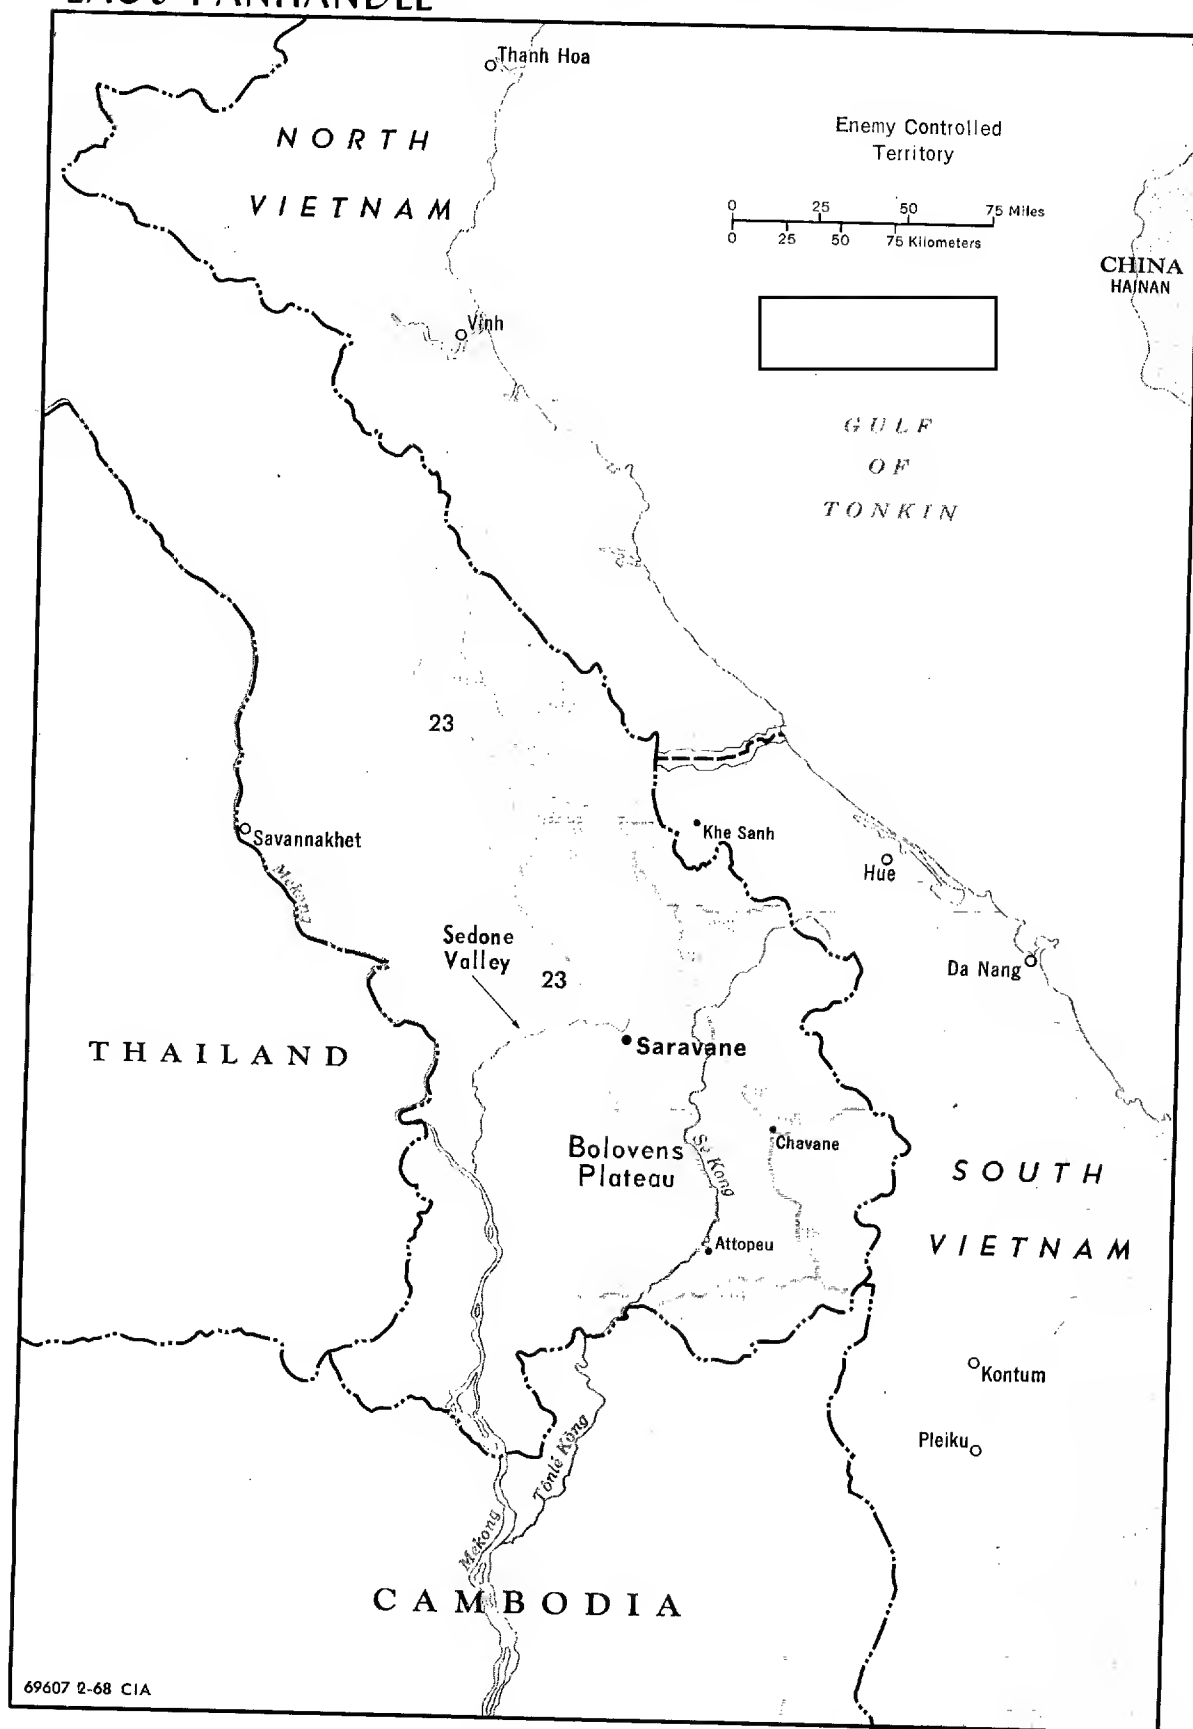 LAOS PANHANDLE
Thanh Hoa
NORTH
VIETNAM
Enemy Controlled
Territory
0 25 50 75 Miles
0 25 50 75 Kilometers
CHINA
HAINAN
Vinh
GULF
OF
TONKIN
23
Khe Sanh
Savannakhet
Hue
Mekong
Sedone
Valley
Da Nang
23
THAILAND
Saravane
Chavane
Bolovens
Plateau
Se Kong
SOUTH
VIETNAM
Attopeu
Kontum
Pleiku
Tônlé Kông
Mekong
CAMBODIA
69607 2-68 CIA